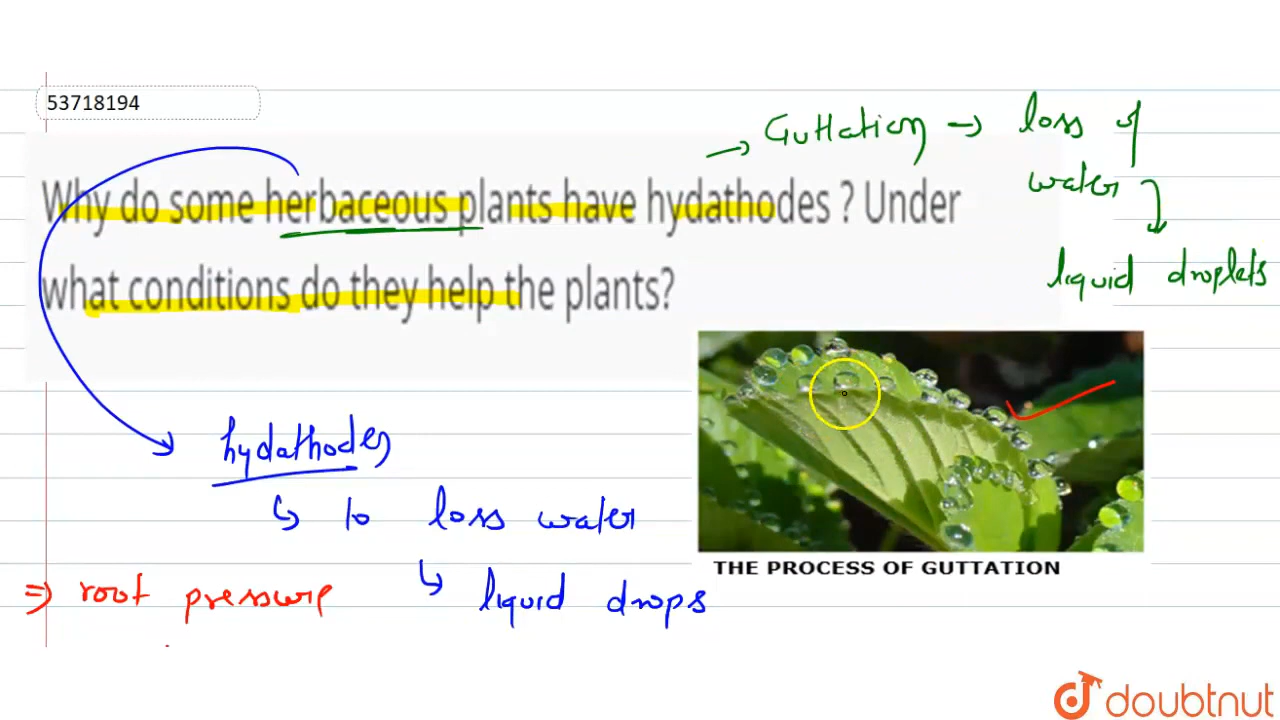 53718194
→ Guttation → loss of
water
liquid droplets
Why do some herbaceous plants have hydathodes ? Under
what conditions do they help the plants?
hydathodes
↳ to loss water
↳ liquid drops
⇒ root pressure
THE PROCESS OF GUTTATION
doubtnut